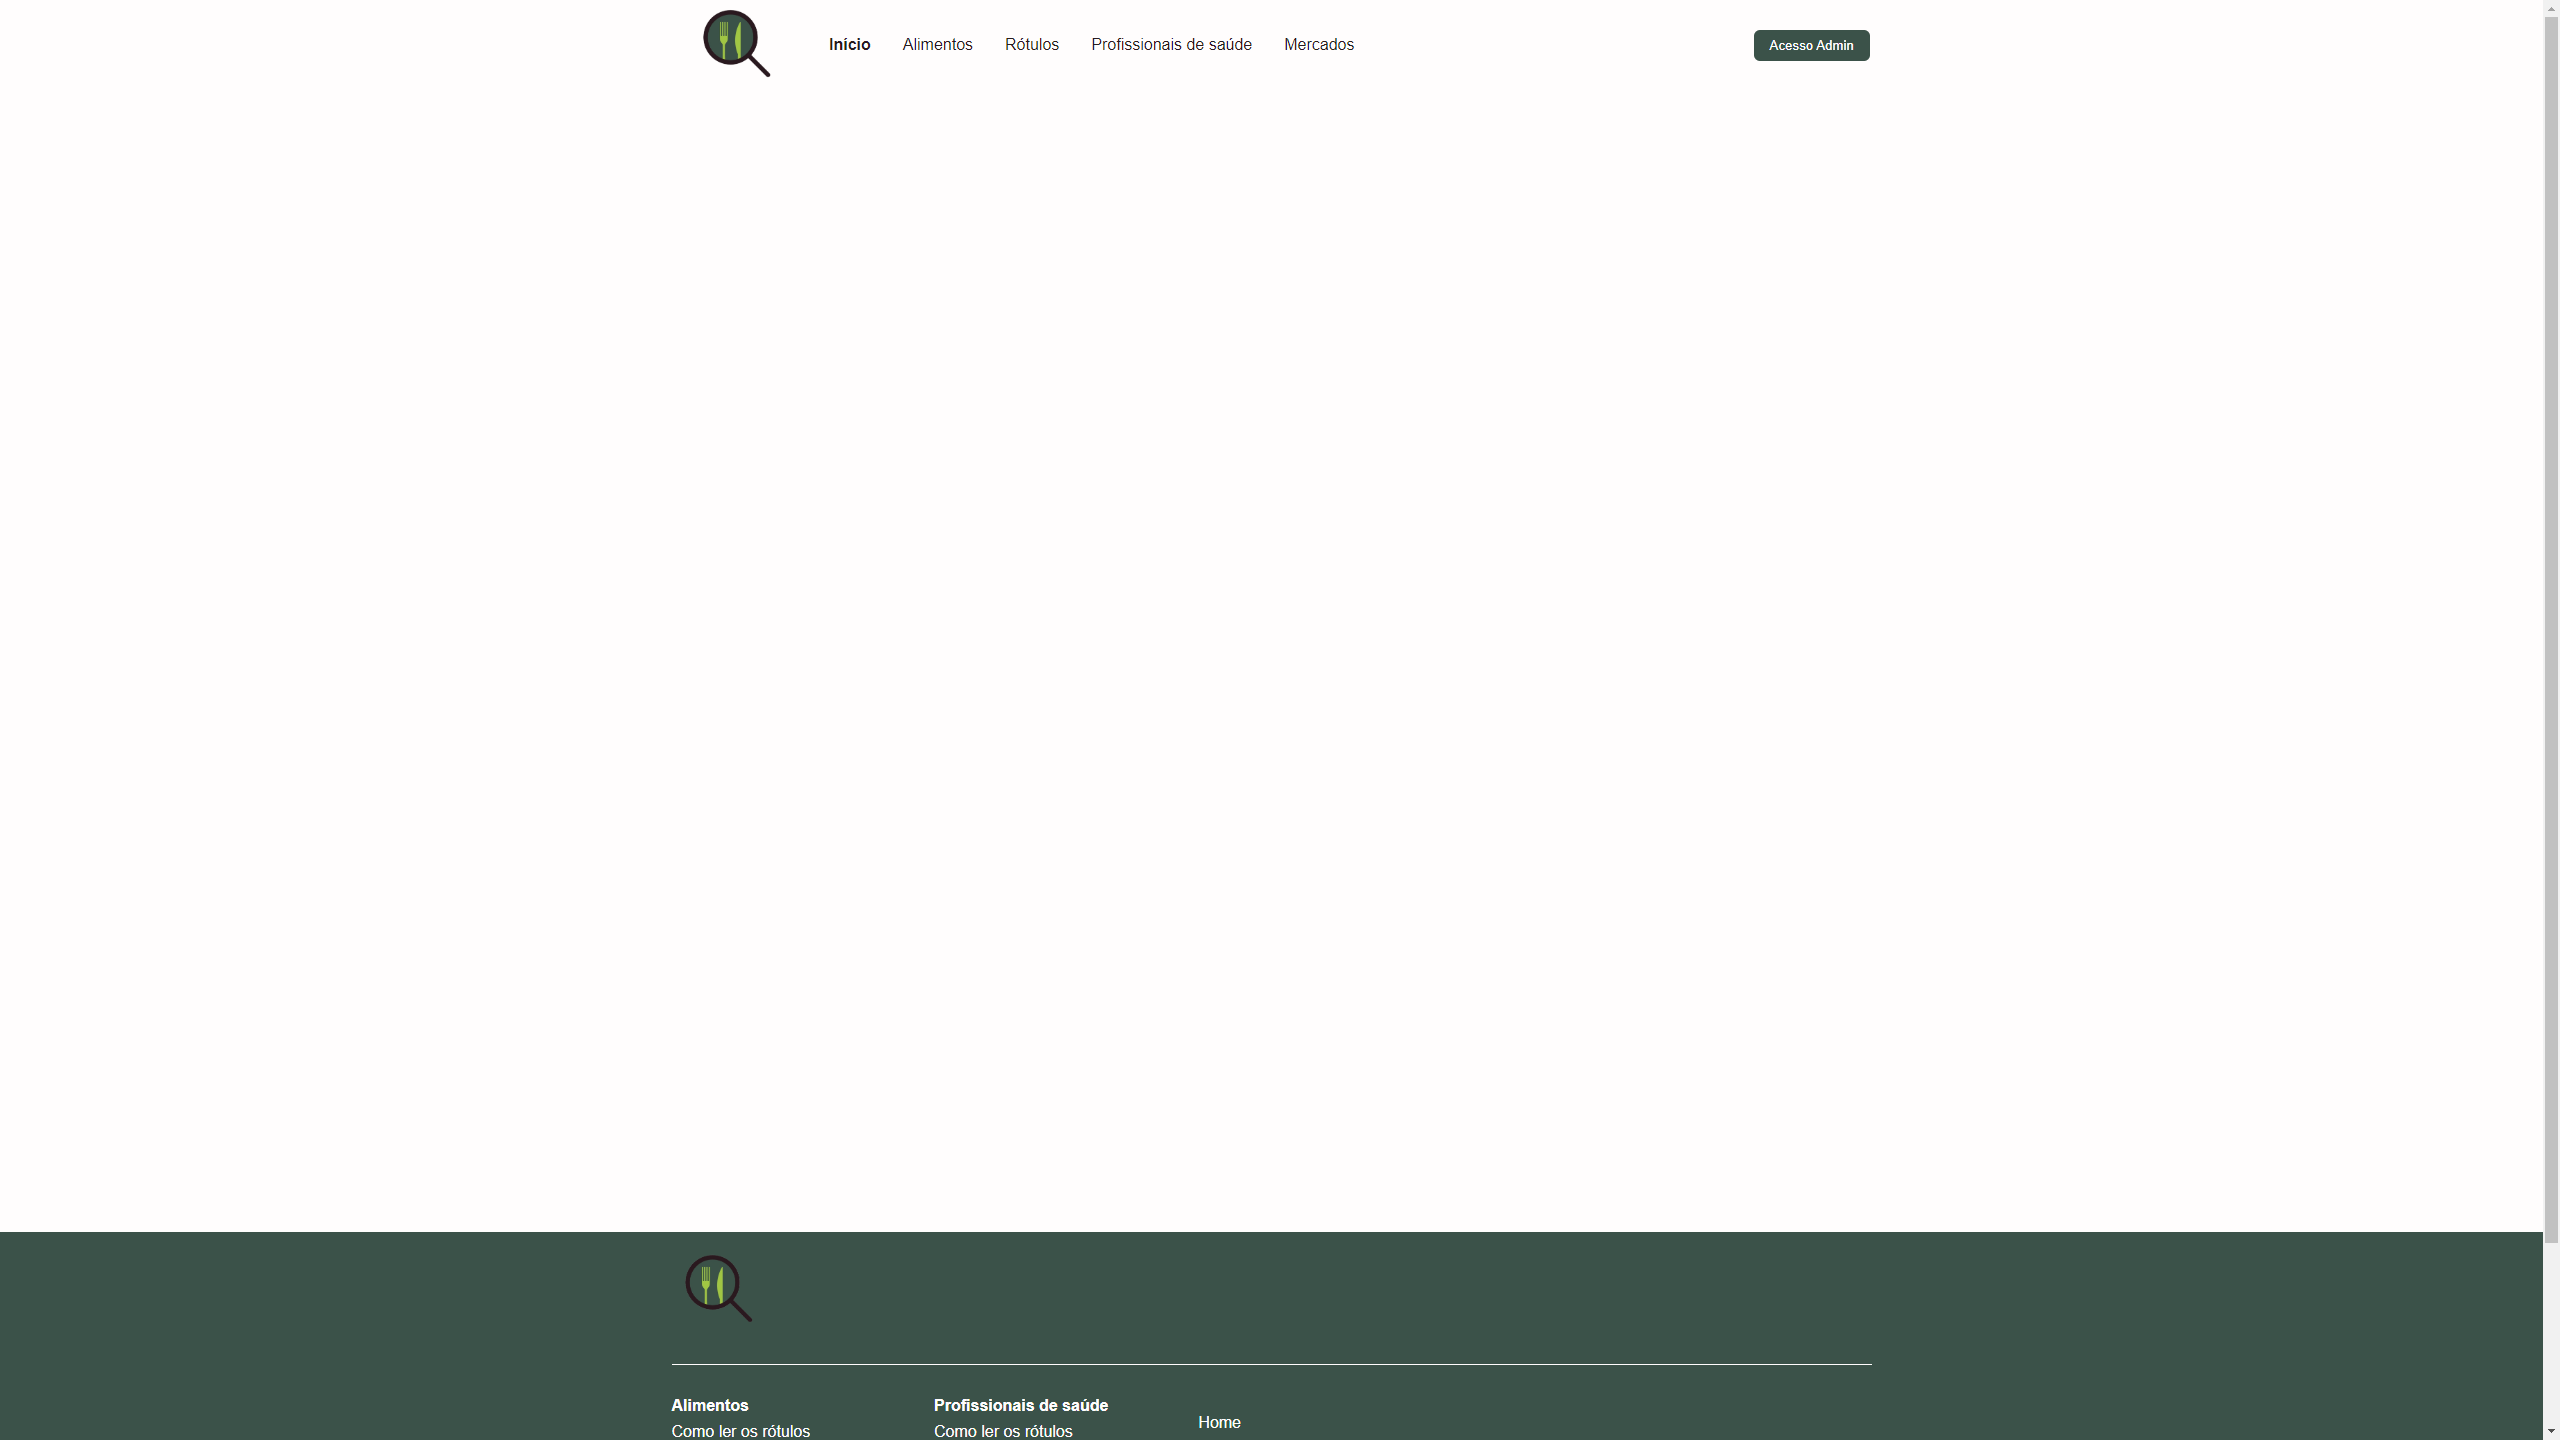 Início Alimentos Rótulos Profissionais de saúde Mercados Acesso Admin
Alimentos
Como ler os rótulos
Profissionais de saúde
Como ler os rótulos
Home